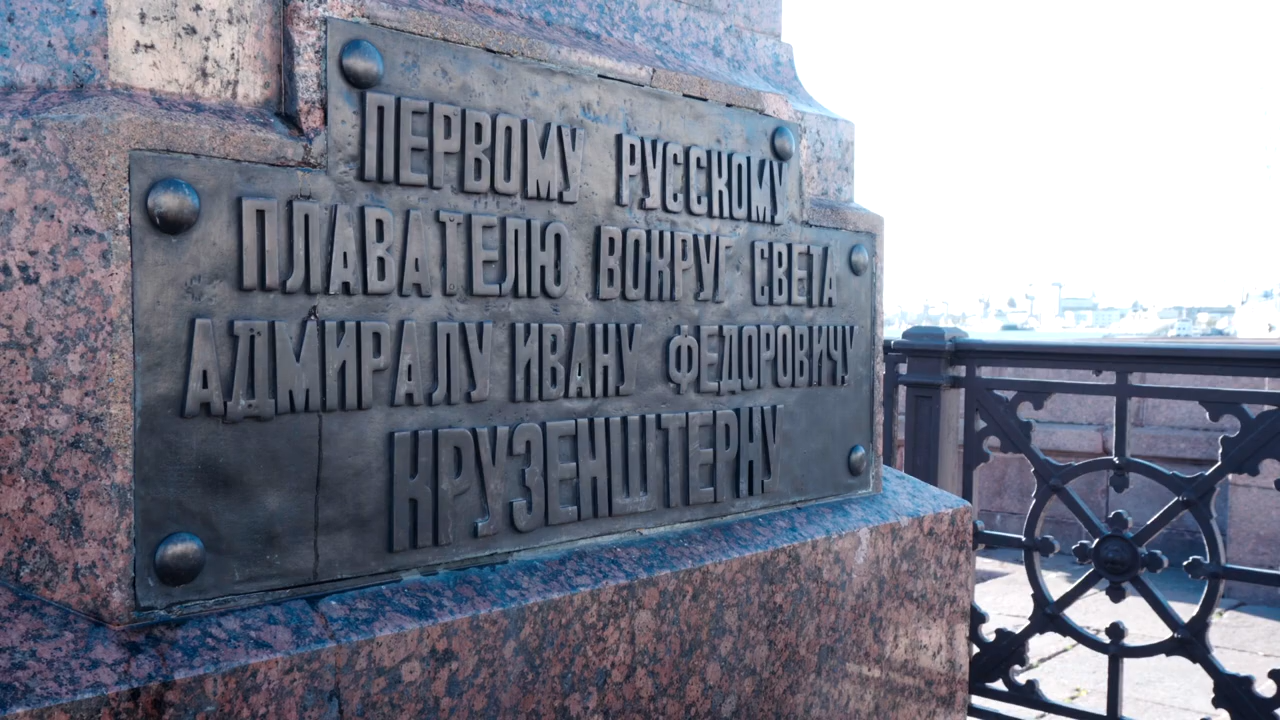 ПЕРВОМУ РУССКОМУ
ПЛАВАТЕЛЮ ВОКРУГ СВЕТА
АДМИРАЛУ ИВАНУ ФЕДОРОВИЧУ
КРУЗЕНШТЕРНУ